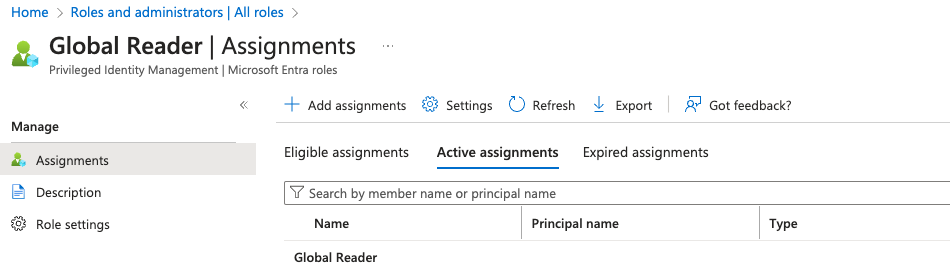 Home > Roles and administrators | All roles >
Global Reader | Assignments ...
Privileged Identity Management | Microsoft Entra roles
«
Manage
Assignments
Description
Role settings
+ Add assignments Settings Refresh Export Got feedback?
Eligible assignments Active assignments Expired assignments
Search by member name or principal name
Name Principal name Type
Global Reader